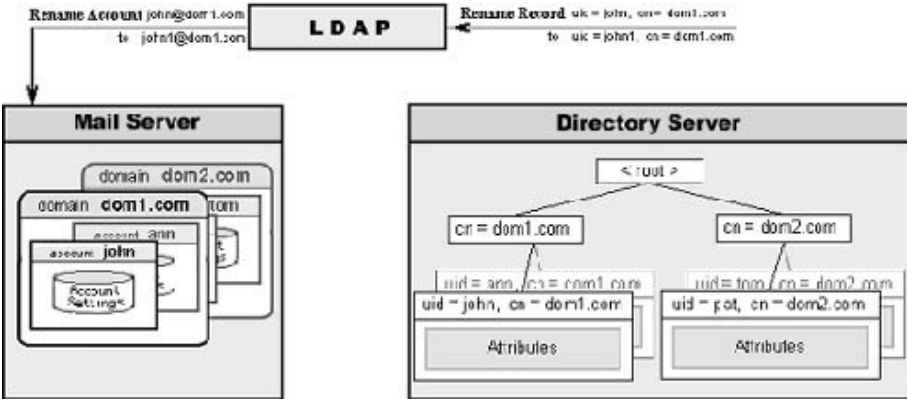 Rename Account john@dom1.com
to john1@dom1.com
LDAP
Rename Record uid = john, cn = dom1.com
to uid = john1, cn = dom1.com
Mail Server
domain dom2.com
domain dom1.com
tom
account ann
account john
Account
Settings
Directory Server
< root >
cn = dom1.com
cn = dom2.com
uid = ann, cn = dom1.com
uid = tom, cn = dom2.com
uid = john, cn = dom1.com
uid = pat, cn = dom2.com
Attributes
Attributes